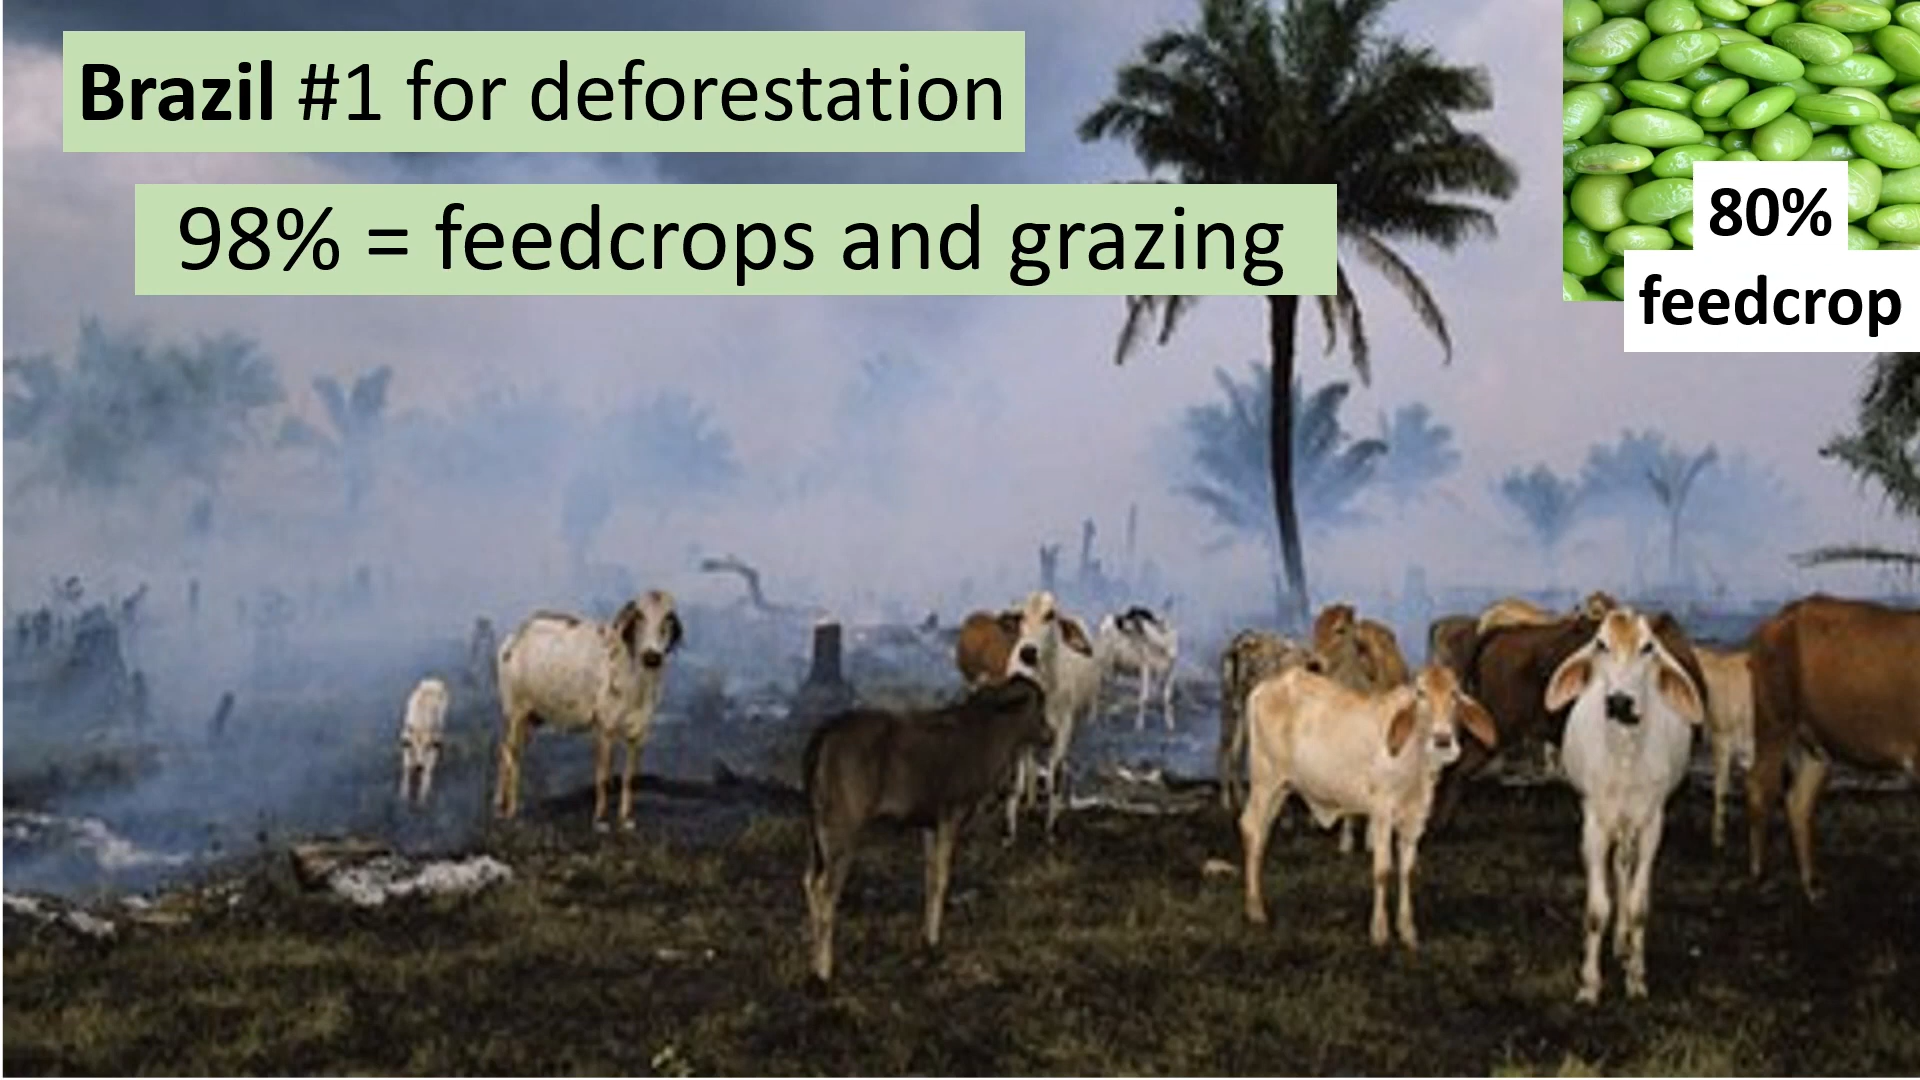 Brazil #1 for deforestation
98% = feedcrops and grazing
80%
feedcrop